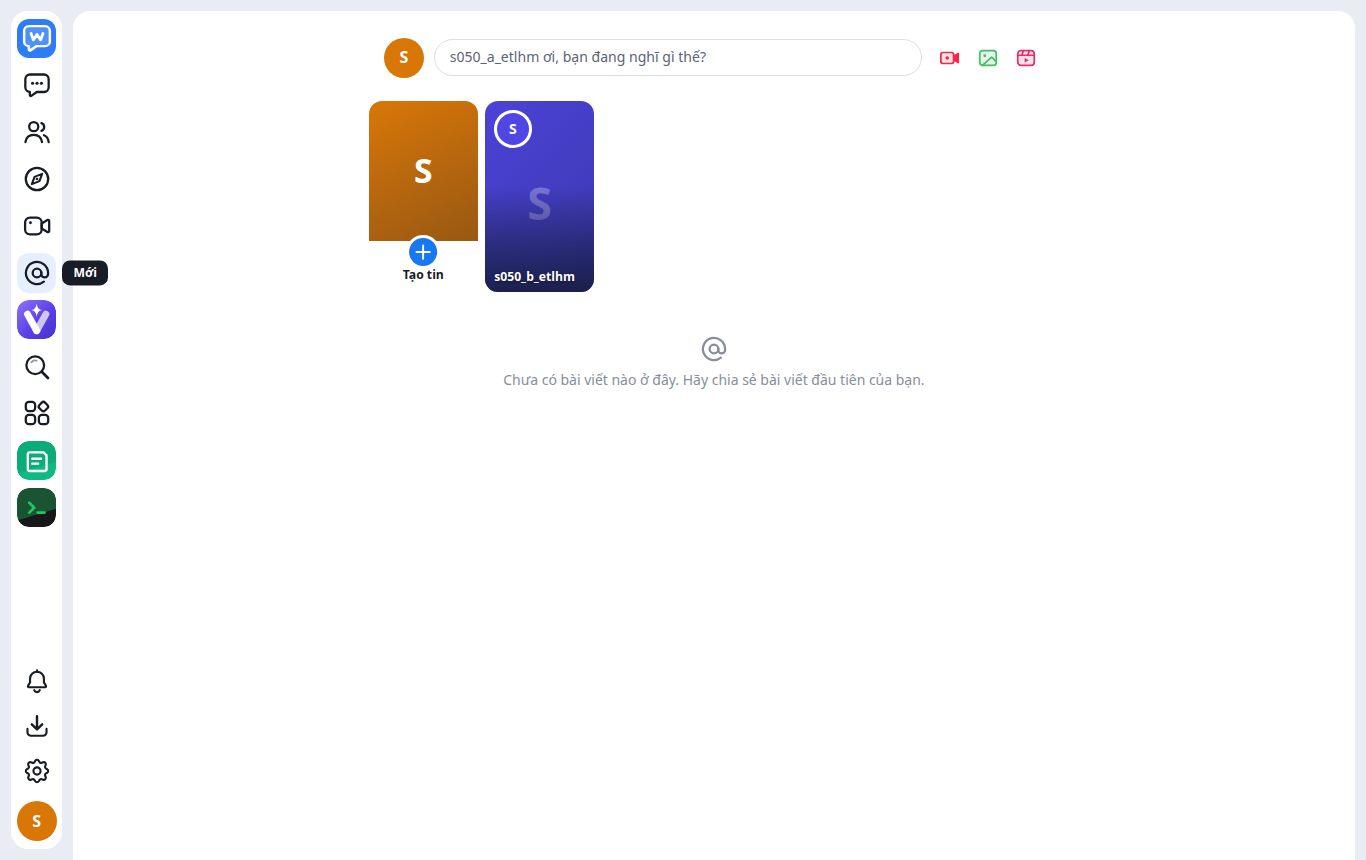 S
s050_a_etlhm ơi, bạn đang nghĩ gì thế?
S
Tạo tin
S
S
s050_b_etlhm
Mới
Chưa có bài viết nào ở đây. Hãy chia sẻ bài viết đầu tiên của bạn.
S